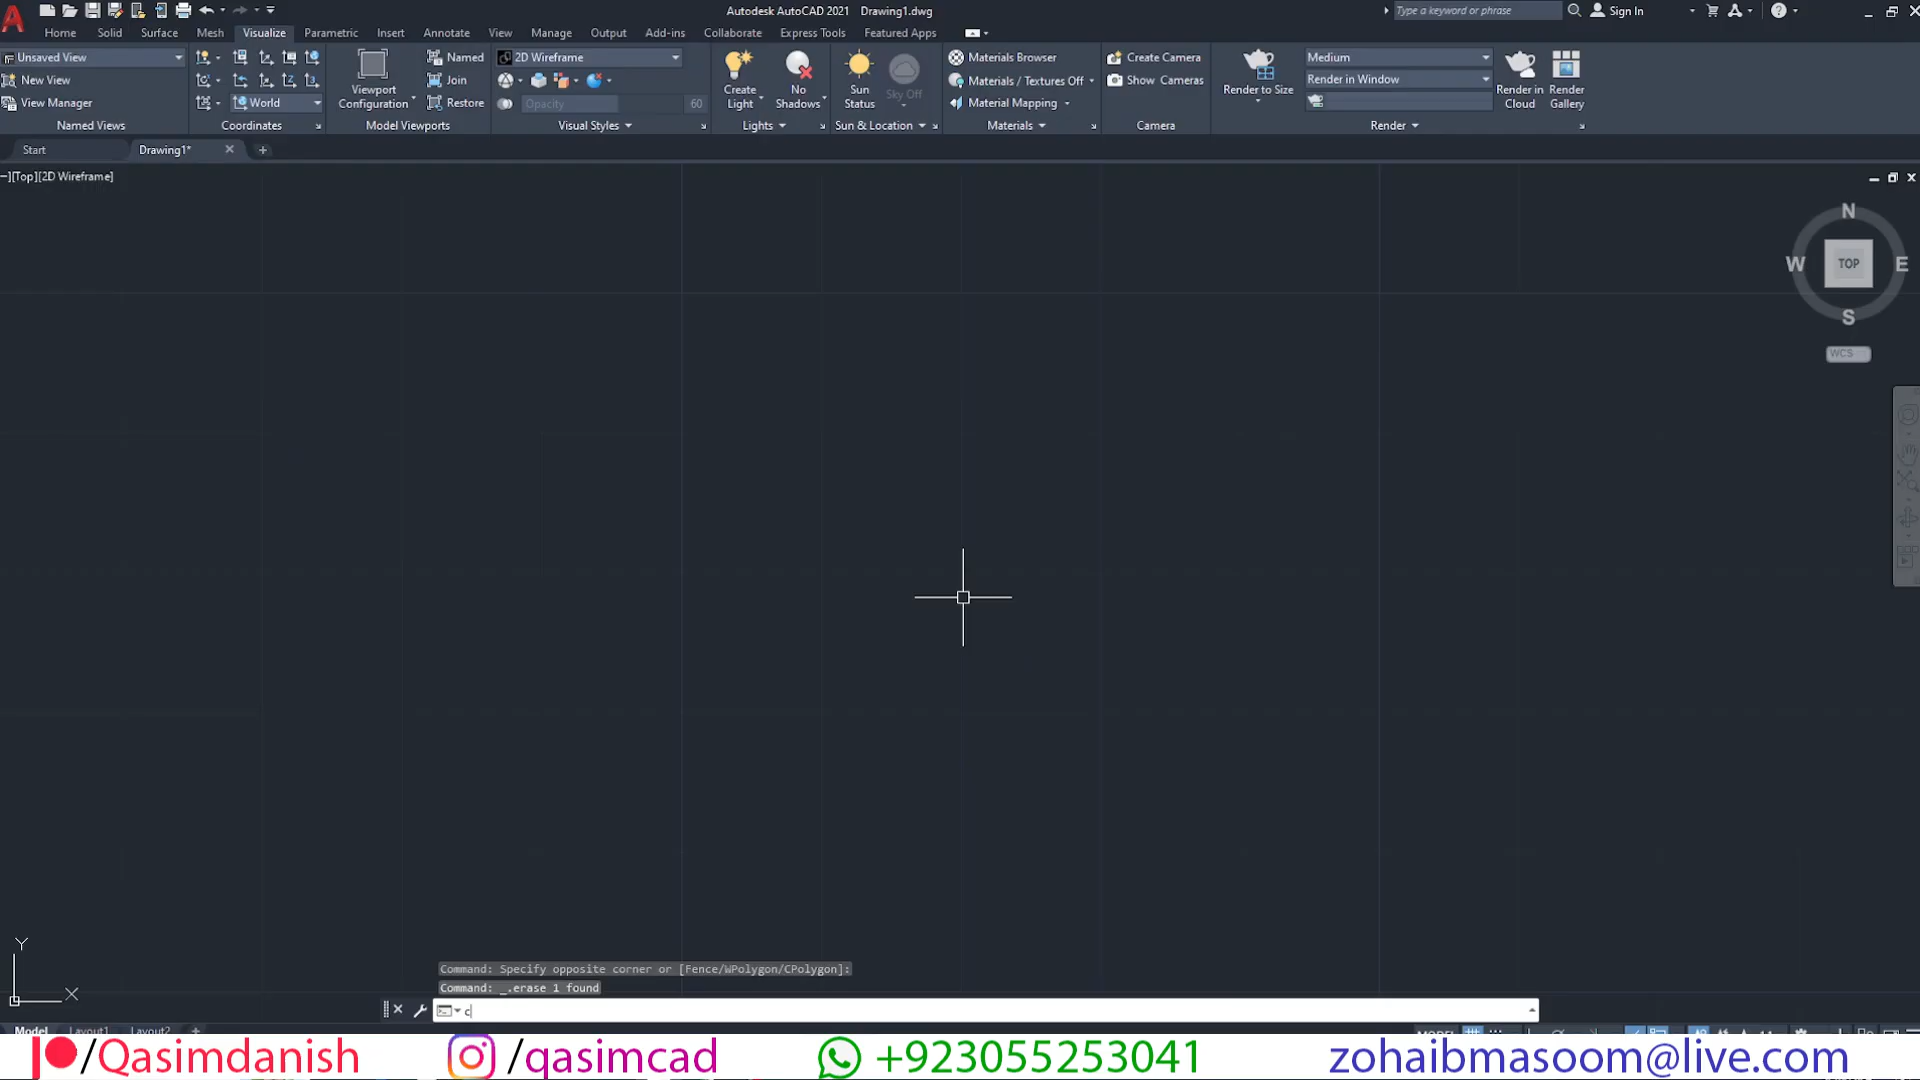 Autodesk AutoCAD 2021 Drawing1.dwg
Type a keyword or phrase
Sign In
Home Solid Surface Mesh Visualize Parametric Insert Annotate View Manage Output Add-ins Collaborate Express Tools Featured Apps
Unsaved View
New View
View Manager
Named Views
World
Coordinates
Viewport
Configuration
Named
Join
Restore
Model Viewports
2D Wireframe
Opacity 60
Visual Styles
Create
Light
No
Shadows
Lights
Sun
Status
Sky Off
Sun & Location
Materials Browser
Materials / Textures Off
Material Mapping
Materials
Create Camera
Show Cameras
Camera
Render to Size
Medium
Render in Window
Render in
Cloud
Render
Gallery
Render
Start
Drawing1*
–][Top][2D Wireframe]
N
W
TOP
E
S
WCS
Y
X
Command: Specify opposite corner or [Fence/WPolygon/CPolygon]:
Command: _.erase 1 found
c
Model Layout1 Layout2 +
MODEL
/Qasimdanish
/qasimcad
+923055253041
zohaibmasoom@live.com